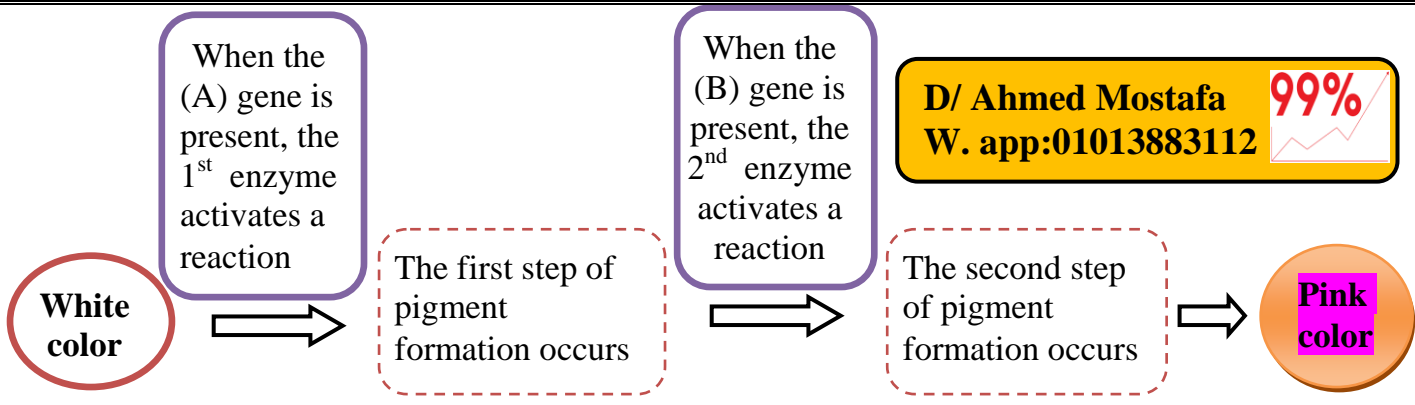 White
color
When the
(A) gene is
present, the
1st enzyme
activates a
reaction
The first step of
pigment
formation occurs
When the
(B) gene is
present, the
2nd enzyme
activates a
reaction
The second step
of pigment
formation occurs
Pink
color
D/ Ahmed Mostafa
W. app:01013883112
99%